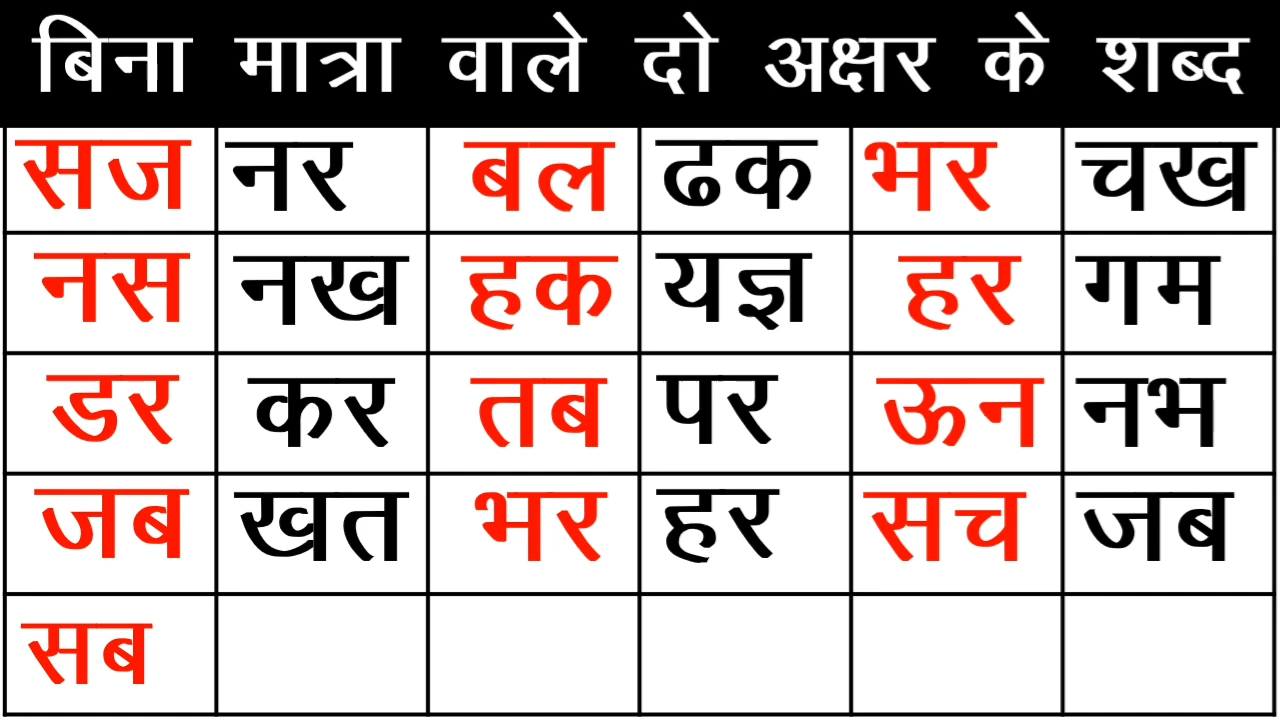 बिना मात्रा वाले दो अक्षर के शब्द
सज नर बल ढक भर चख
नस नख हक यज्ञ हर गम
डर कर तब पर ऊन नभ
जब खत भर हर सच जब
सब